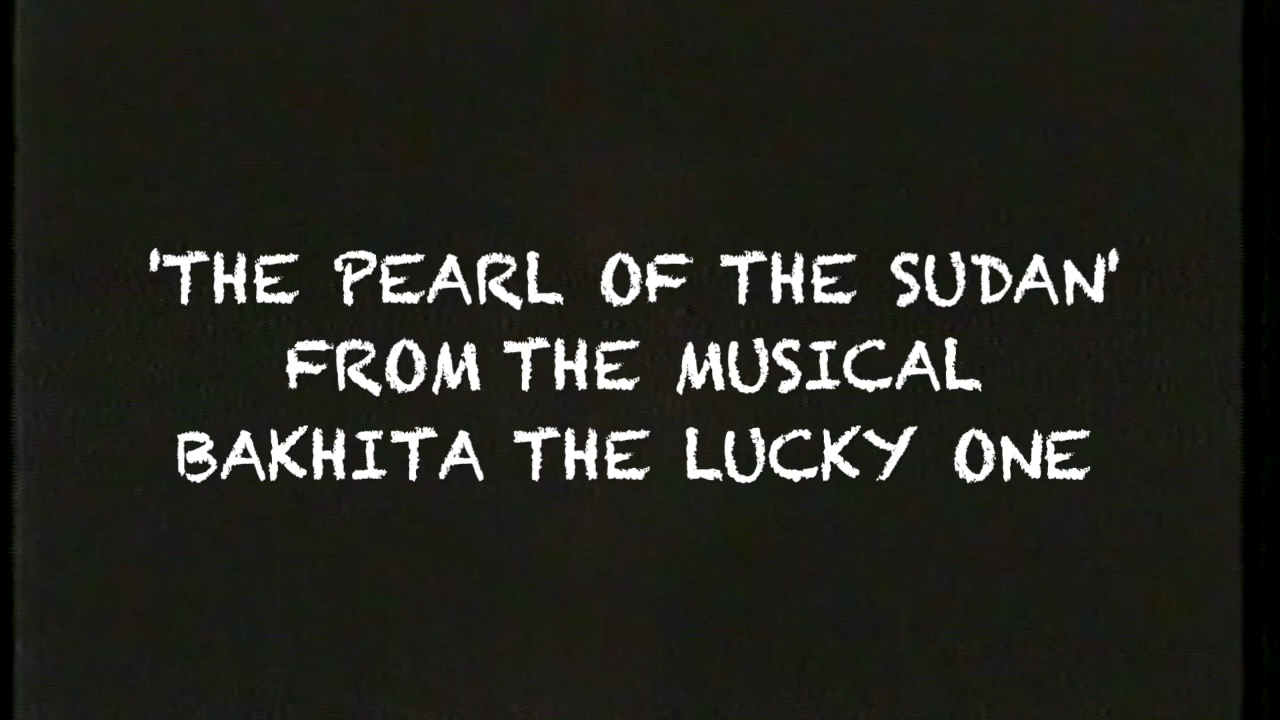 'THE PEARL OF THE SUDAN'
FROM THE MUSICAL
BAKHITA THE LUCKY ONE